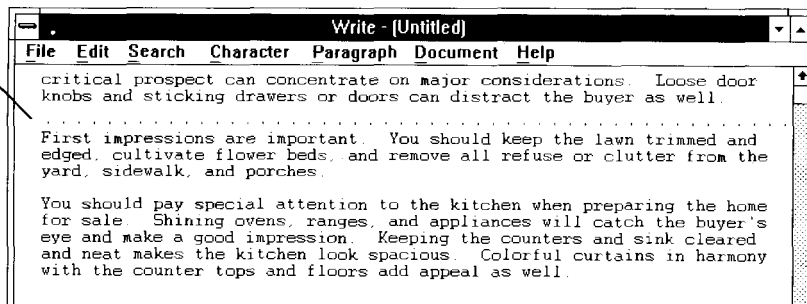 Write - (Untitled)
File Edit Search Character Paragraph Document Help
critical prospect can concentrate on major considerations. Loose door
knobs and sticking drawers or doors can distract the buyer as well.
First impressions are important. You should keep the lawn trimmed and
edged, cultivate flower beds, and remove all refuse or clutter from the
yard, sidewalk, and porches.
You should pay special attention to the kitchen when preparing the home
for sale. Shining ovens, ranges, and appliances will catch the buyer's
eye and make a good impression. Keeping the counters and sink cleared
and neat makes the kitchen look spacious. Colorful curtains in harmony
with the counter tops and floors add appeal as well.